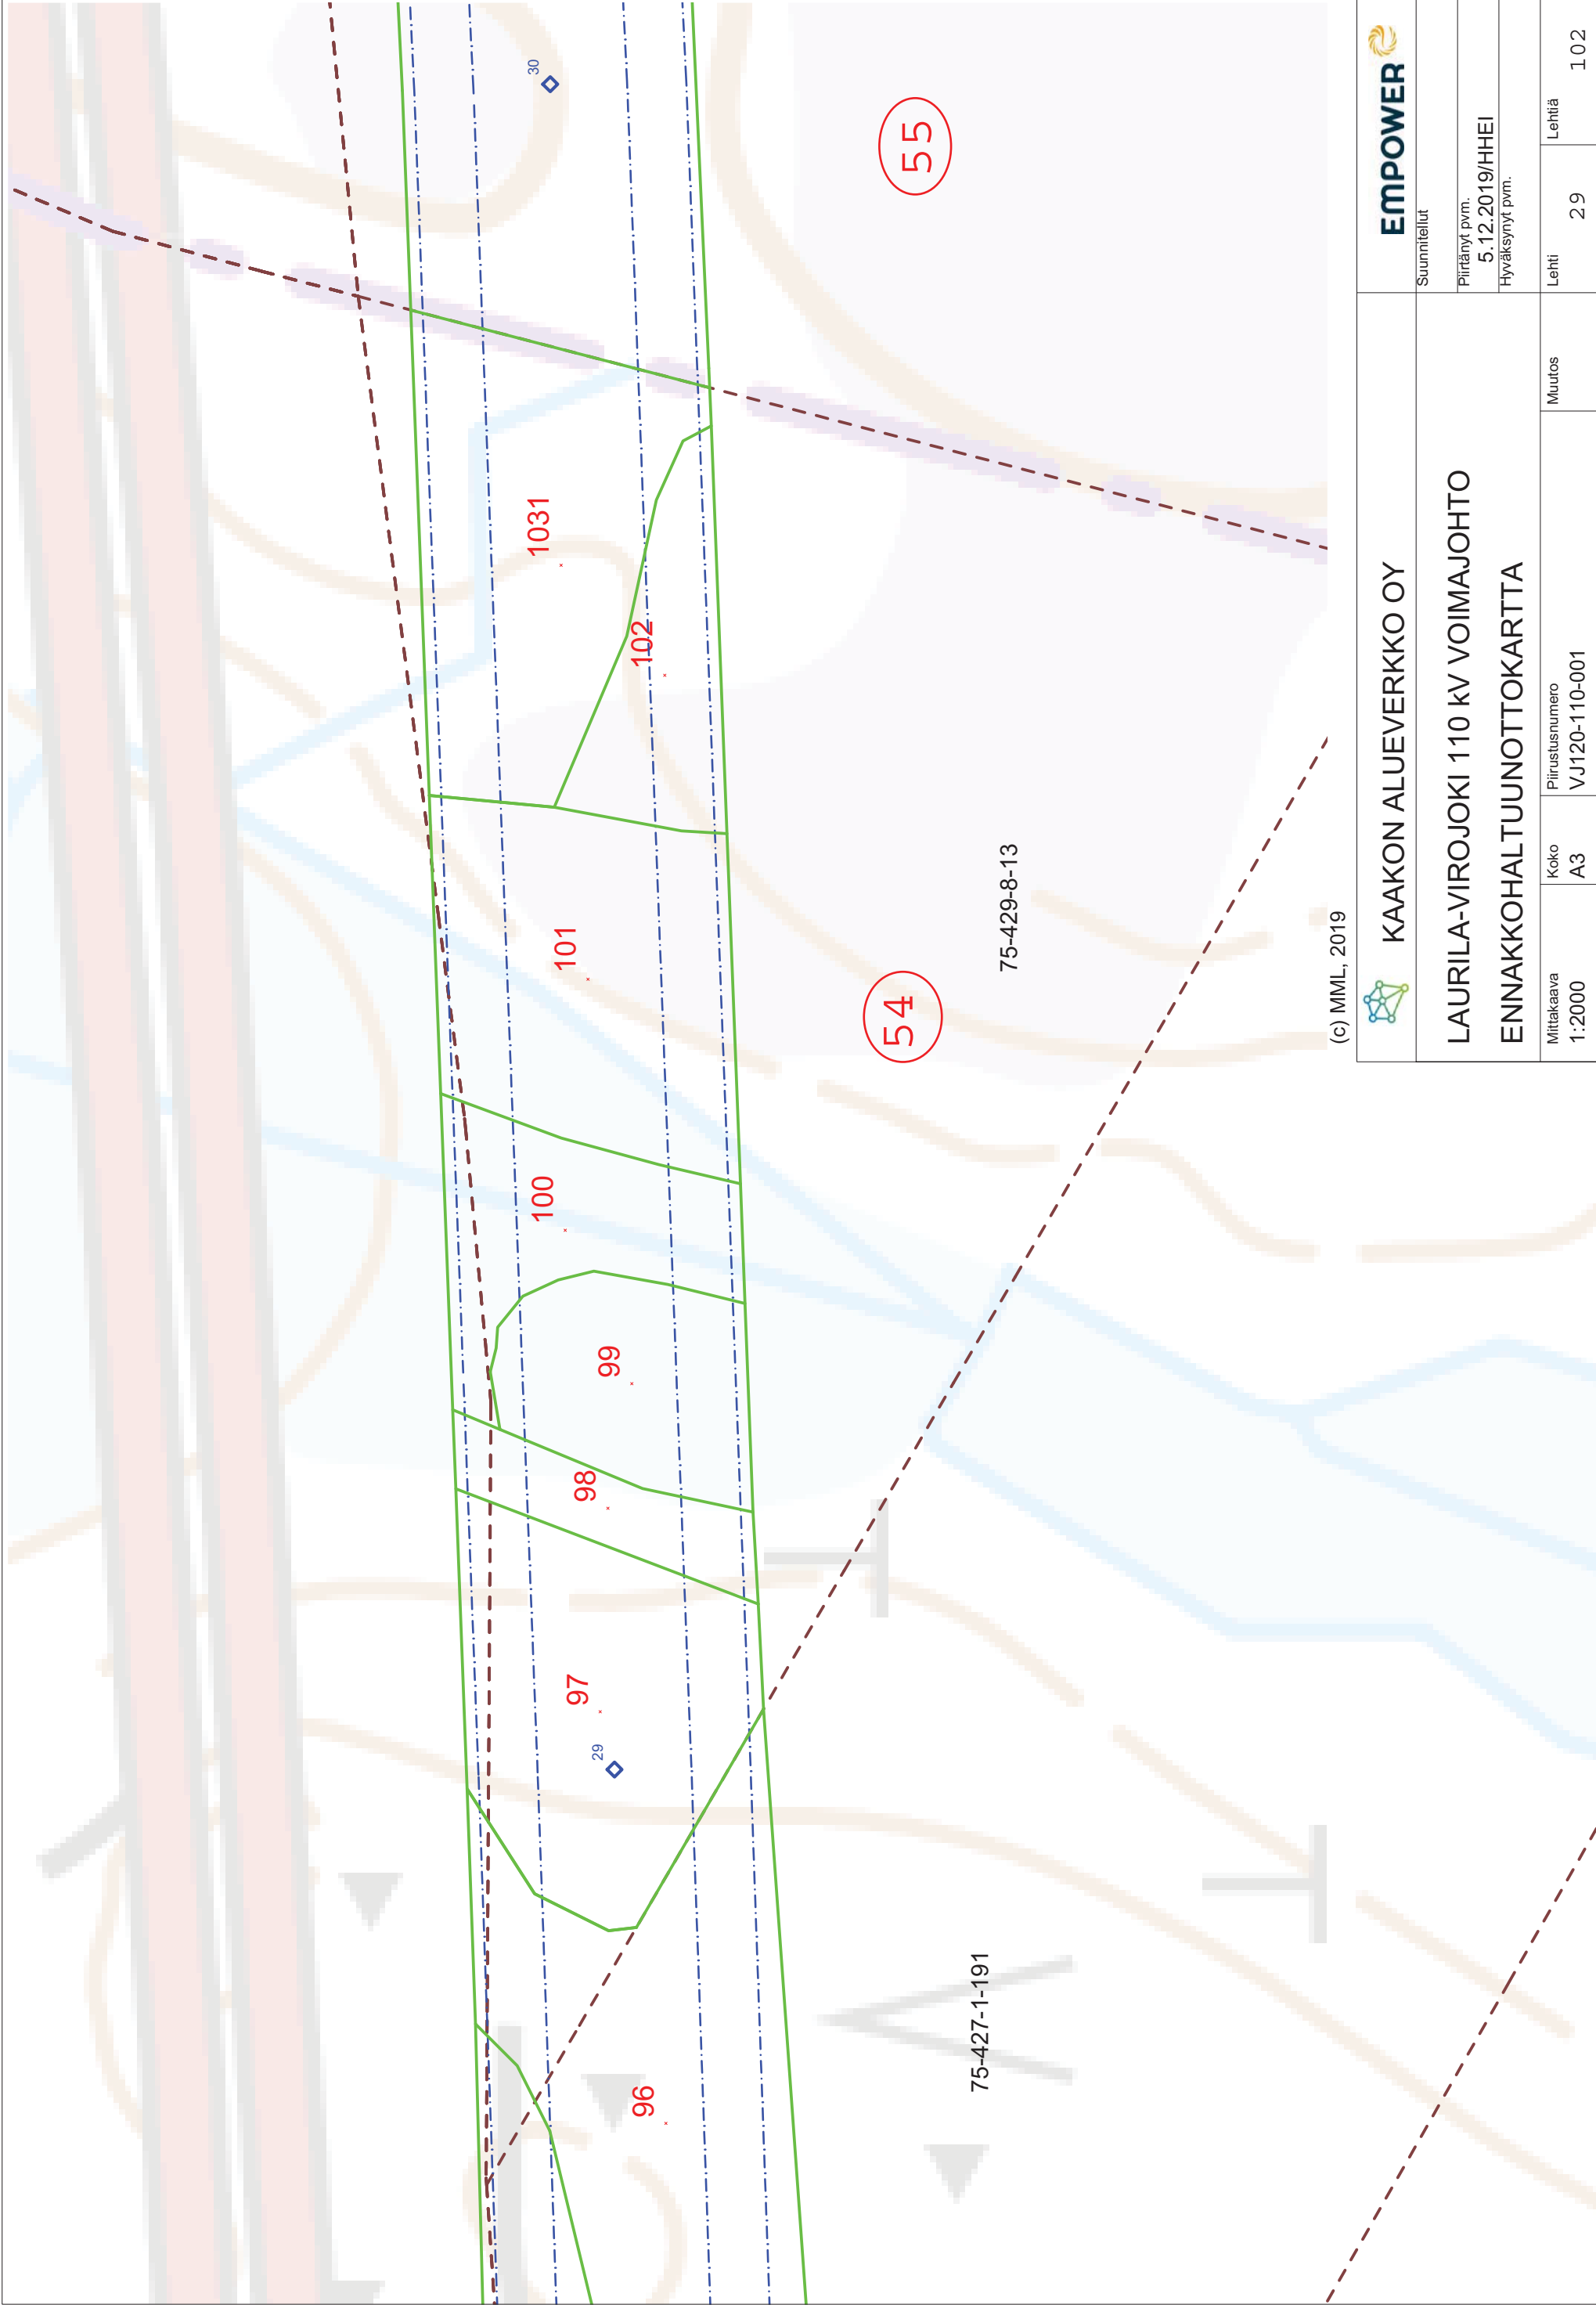 30
1031
102
101
100
99
98
97
29
96
55
54
75-429-8-13
75-427-1-191
(c) MML, 2019
KAAKON ALUEVERKKO OY
EMPOWER
LAURILA-VIROJOKI 110 kV VOIMAJOHTO
ENNAKKOHALTUUNOTTOKARTTA
Suunnitellut
Piirtänyt pvm.
5.12.2019/HHEI
Hyväksynyt pvm.
Mittakaava
1:2000
Koko
A3
Piirustusnumero
VJ120-110-001
Muutos
Lehti
29
Lehtiä
102